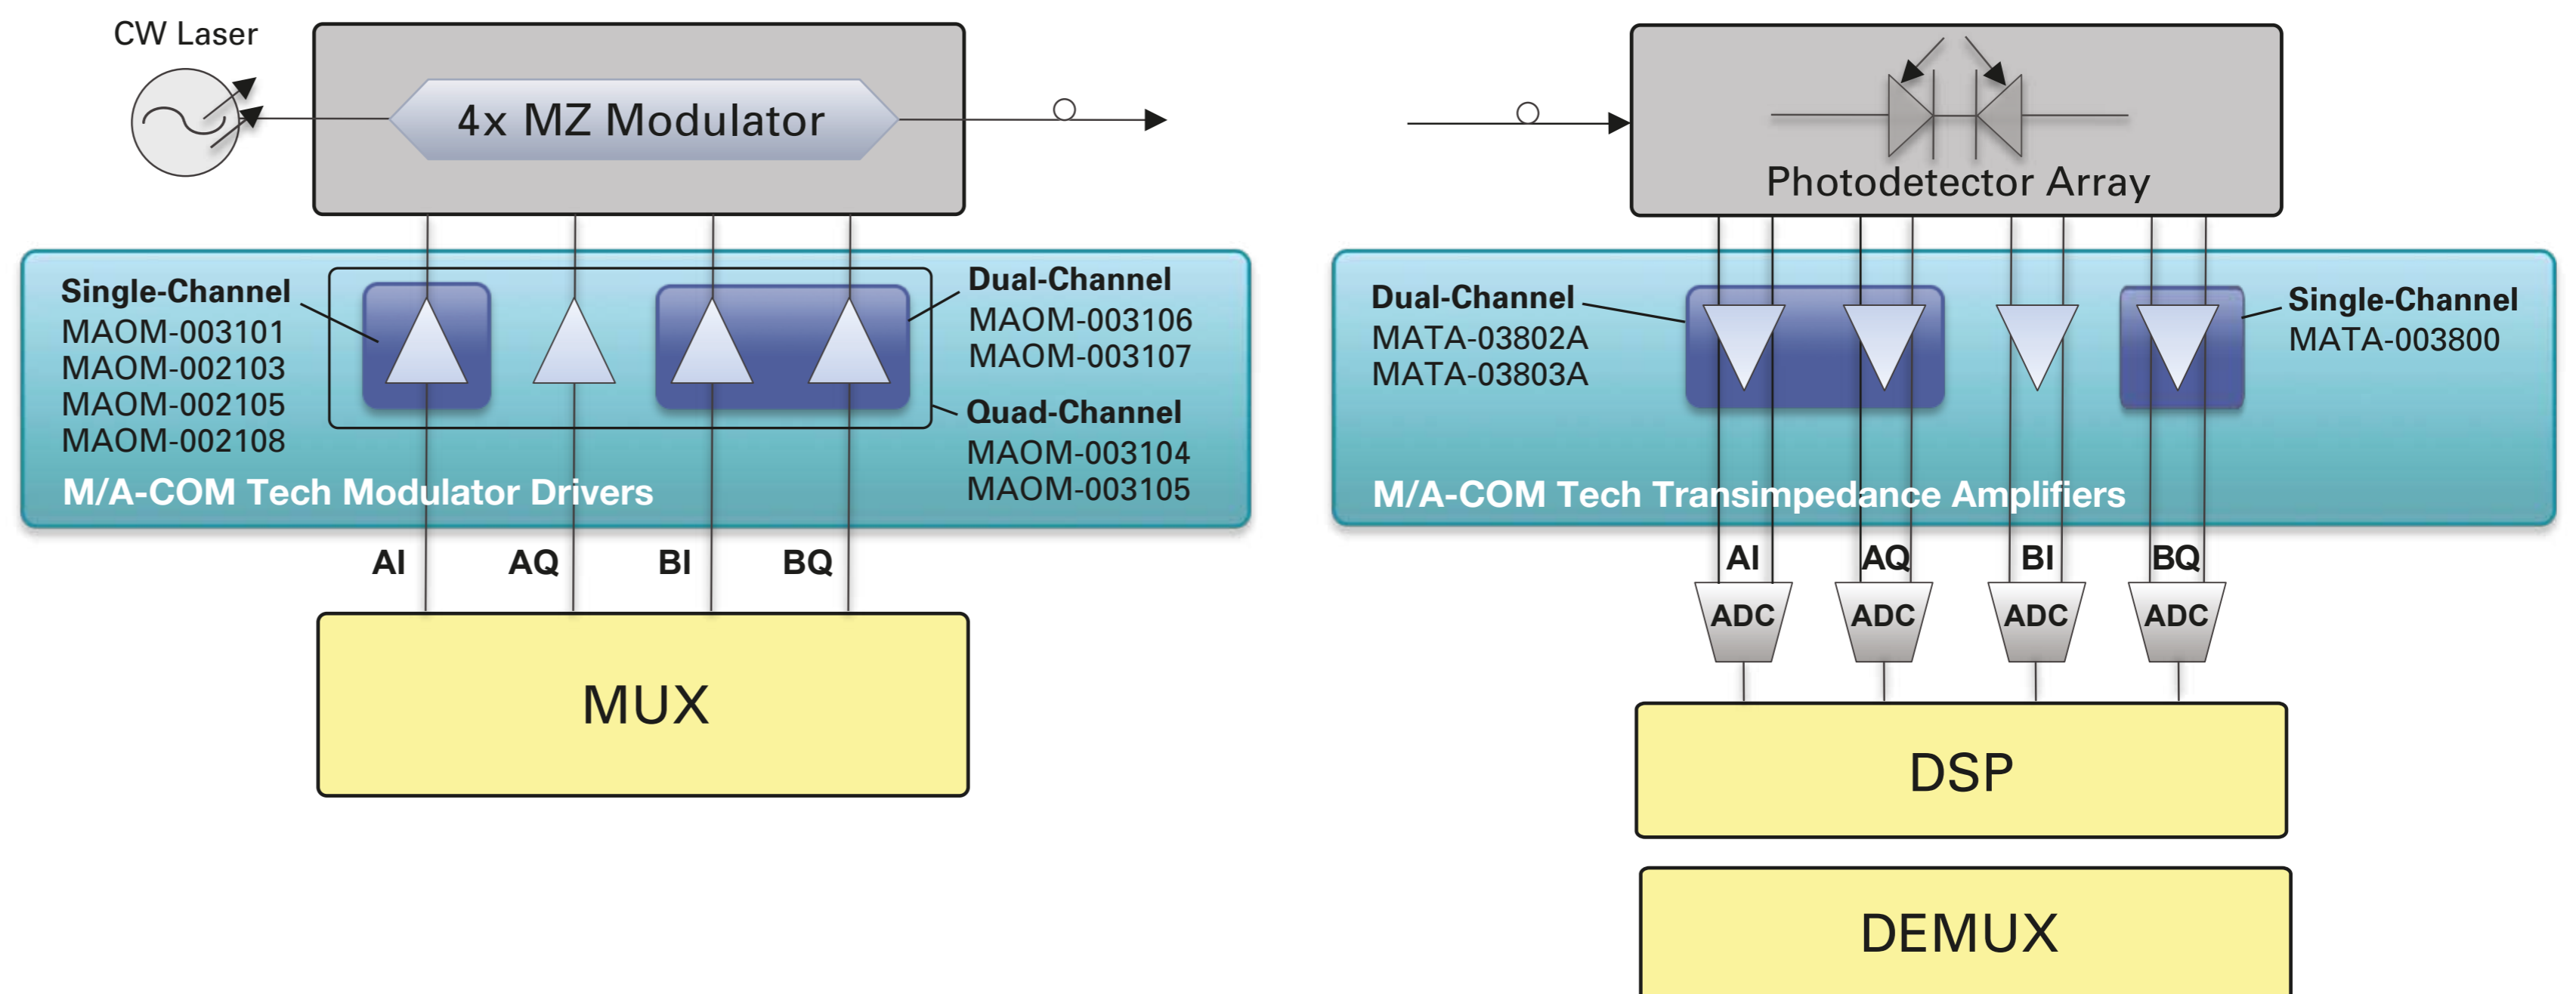 CW Laser
4x MZ Modulator
Single-Channel
MAOM-003101
MAOM-002103
MAOM-002105
MAOM-002108
Dual-Channel
MAOM-003106
MAOM-003107
Quad-Channel
MAOM-003104
MAOM-003105
M/A-COM Tech Modulator Drivers
AI AQ BI BQ
MUX
Photodetector Array
Dual-Channel
MATA-03802A
MATA-03803A
Single-Channel
MATA-003800
M/A-COM Tech Transimpedance Amplifiers
AI AQ BI BQ
ADC ADC ADC ADC
DSP
DEMUX